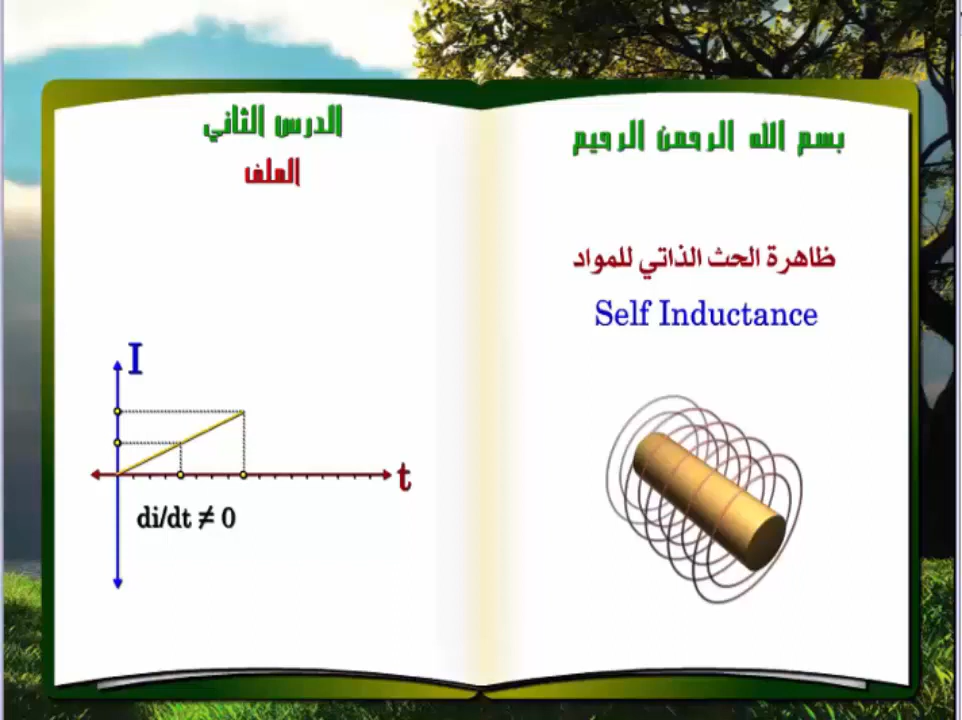 بسم الله الرحمن الرحيم
ظاهرة الحث الذاتي للمواد
Self Inductance
الدرس الثاني
الملف
I
t
di/dt ≠ 0